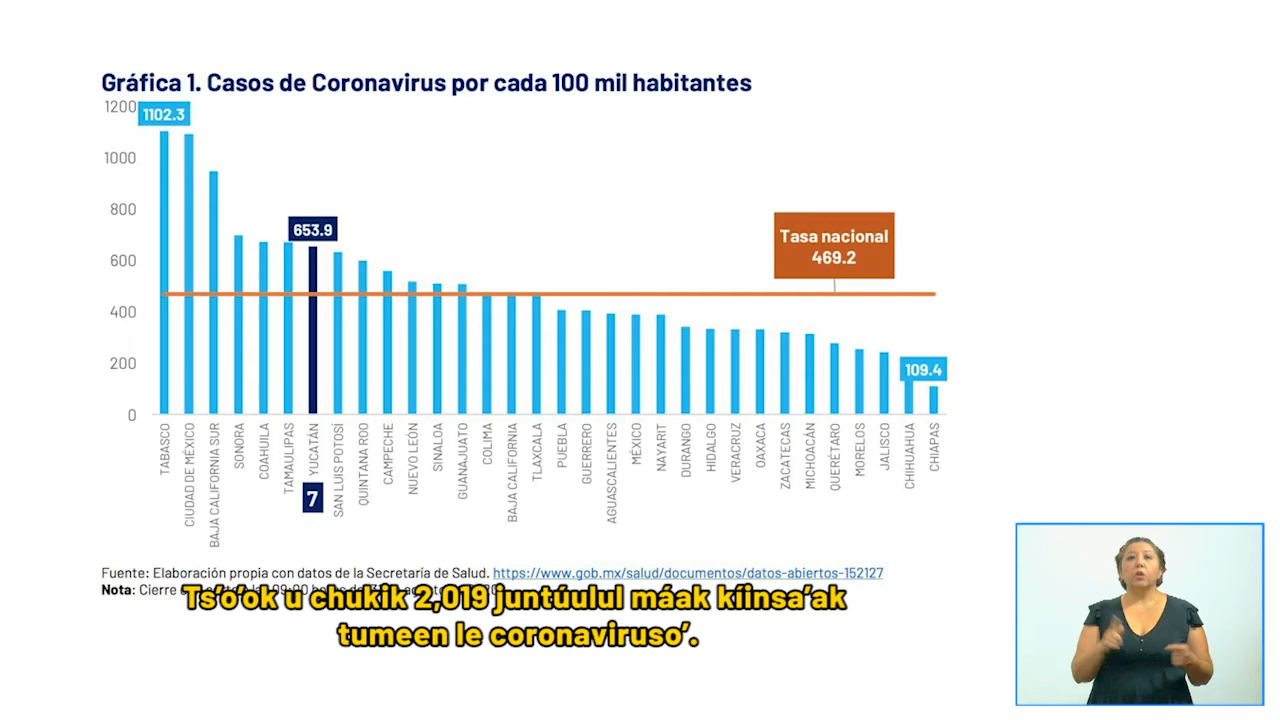 Gráfica 1. Casos de Coronavirus por cada 100 mil habitantes
1200
1000
800
600
400
200
0
1102.3
653.9
Tasa nacional
469.2
109.4
TABASCO
CIUDAD DE MÉXICO
BAJA CALIFORNIA SUR
SONORA
COAHUILA
TAMAULIPAS
YUCATÁN
SAN LUIS POTOSÍ
QUINTANA ROO
CAMPECHE
NUEVO LEÓN
SINALOA
GUANAJUATO
COLIMA
BAJA CALIFORNIA
TLAXCALA
PUEBLA
GUERRERO
AGUASCALIENTES
MÉXICO
NAYARIT
DURANGO
HIDALGO
VERACRUZ
OAXACA
ZACATECAS
MICHOACÁN
QUERÉTARO
MORELOS
JALISCO
CHIHUAHUA
CHIAPAS
7
Fuente: Elaboración propia con datos de la Secretaría de Salud. https://www.gob.mx/salud/documentos/datos-abiertos-152127
Nota: Cierre
Ts'o'ok u chukik 2,019 juntúulul máak kíinsa'ak
tumeen le coronaviruso'.